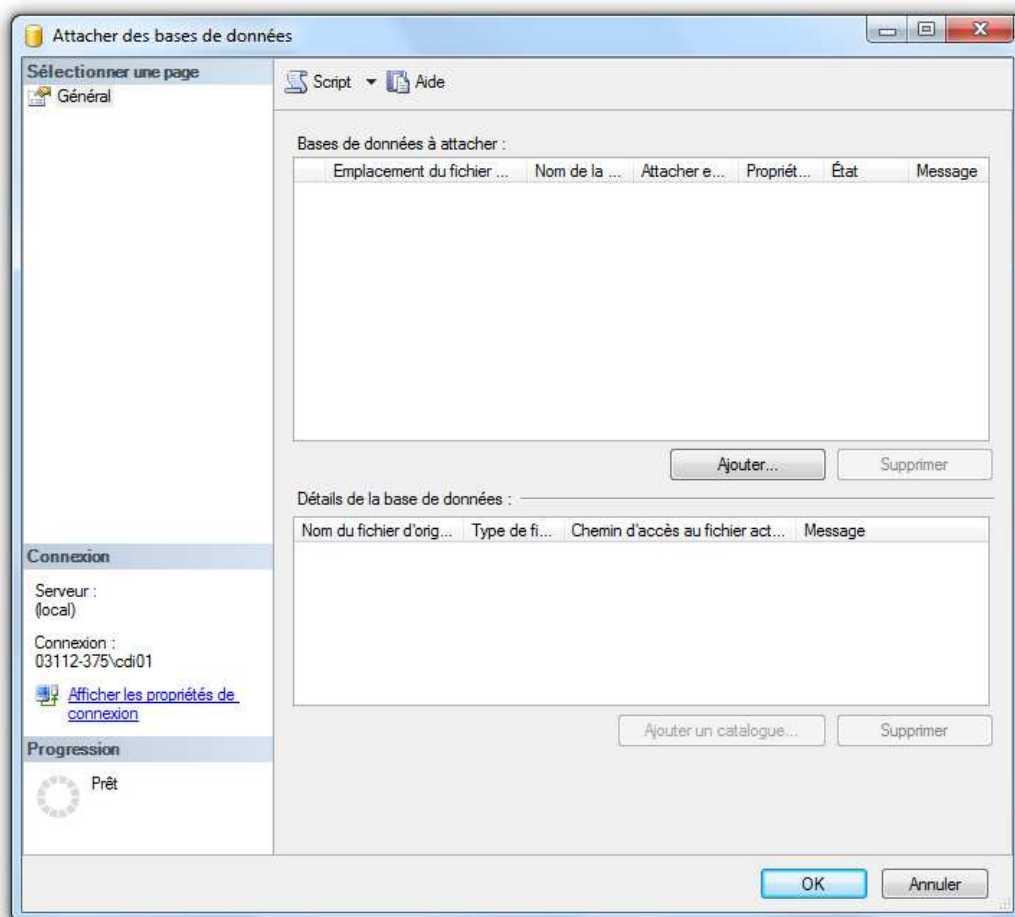 Attacher des bases de données
Sélectionner une page
Général
Script Aide
Bases de données à attacher :
Emplacement du fichier ... Nom de la ... Attacher e... Propriét... État Message
Ajouter... Supprimer
Détails de la base de données :
Nom du fichier d'orig... Type de fi... Chemin d'accès au fichier act... Message
Connexion
Serveur :
(local)
Connexion :
03112-375\cdi01
Afficher les propriétés de
connexion
Ajouter un catalogue... Supprimer
Progression
Prêt
OK Annuler